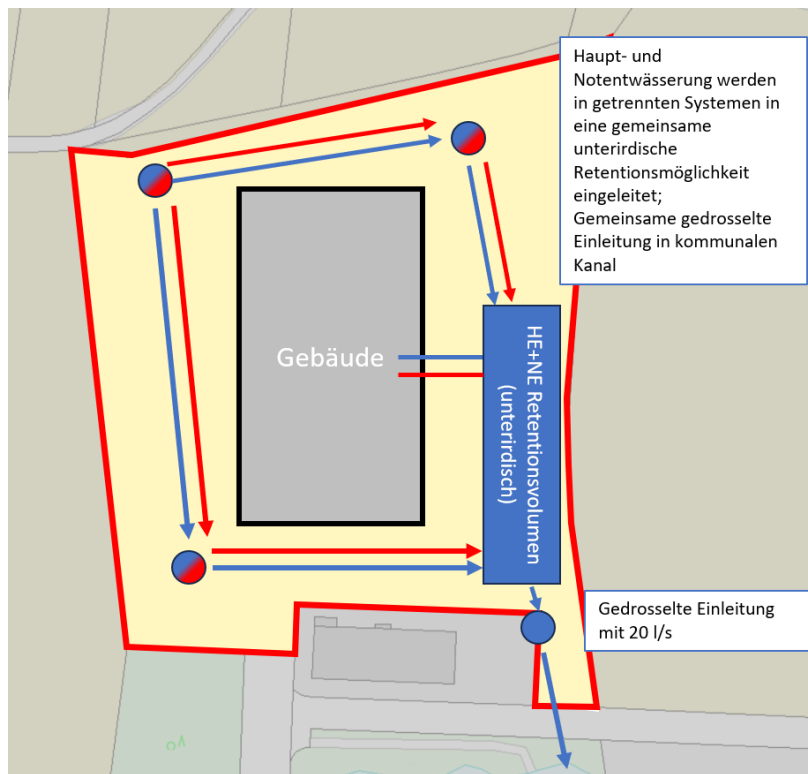 Haupt- und
Notentwässerung werden
in getrennten Systemen in
eine gemeinsame
unterirdische
Retentionsmöglichkeit
eingeleitet;
Gemeinsame gedrosselte
Einleitung in kommunalen
Kanal
Gebäude
HE+NE Retentionsvolumen
(unterirdisch)
Gedrosselte Einleitung
mit 20 l/s